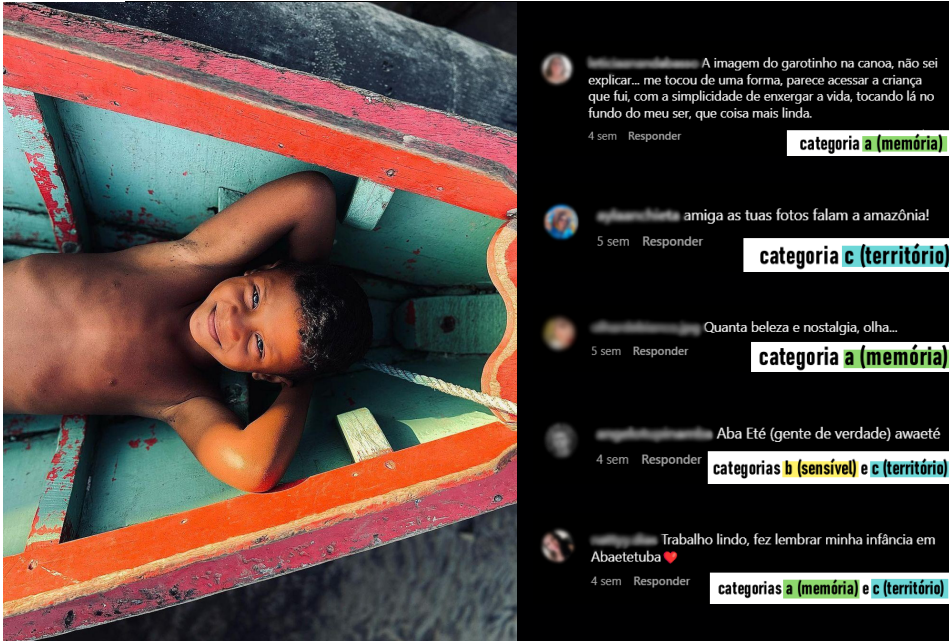 A imagem do garotinho na canoa, não sei
explicar... me tocou de uma forma, parece acessar a criança
que fui, com a simplicidade de enxergar a vida, tocando lá no
fundo do meu ser, que coisa mais linda.
4 sem Responder
categoria a (memória)
amiga as tuas fotos falam a amazônia!
5 sem Responder
categoria c (território)
Quanta beleza e nostalgia, olha...
5 sem Responder
categoria a (memória)
Aba Eté (gente de verdade) awaeté
4 sem Responder
categorias b (sensível) e c (território)
Trabalho lindo, fez lembrar minha infância em
Abaetetuba❤️
4 sem Responder
categorias a (memória) e c (território)